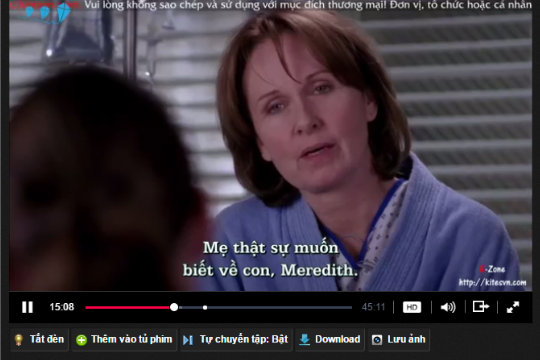 Vui lòng không sao chép và sử dụng với mục đích thương mại! Đơn vị, tổ chức hoặc cá nhân
Mẹ thật sự muốn
biết về con, Meredith.
K-Zone
http://kitesvn.com
15:08
45:11
HD
Tắt đèn
Thêm vào tủ phim
Tự chuyển tập: Bật
Download
Lưu ảnh